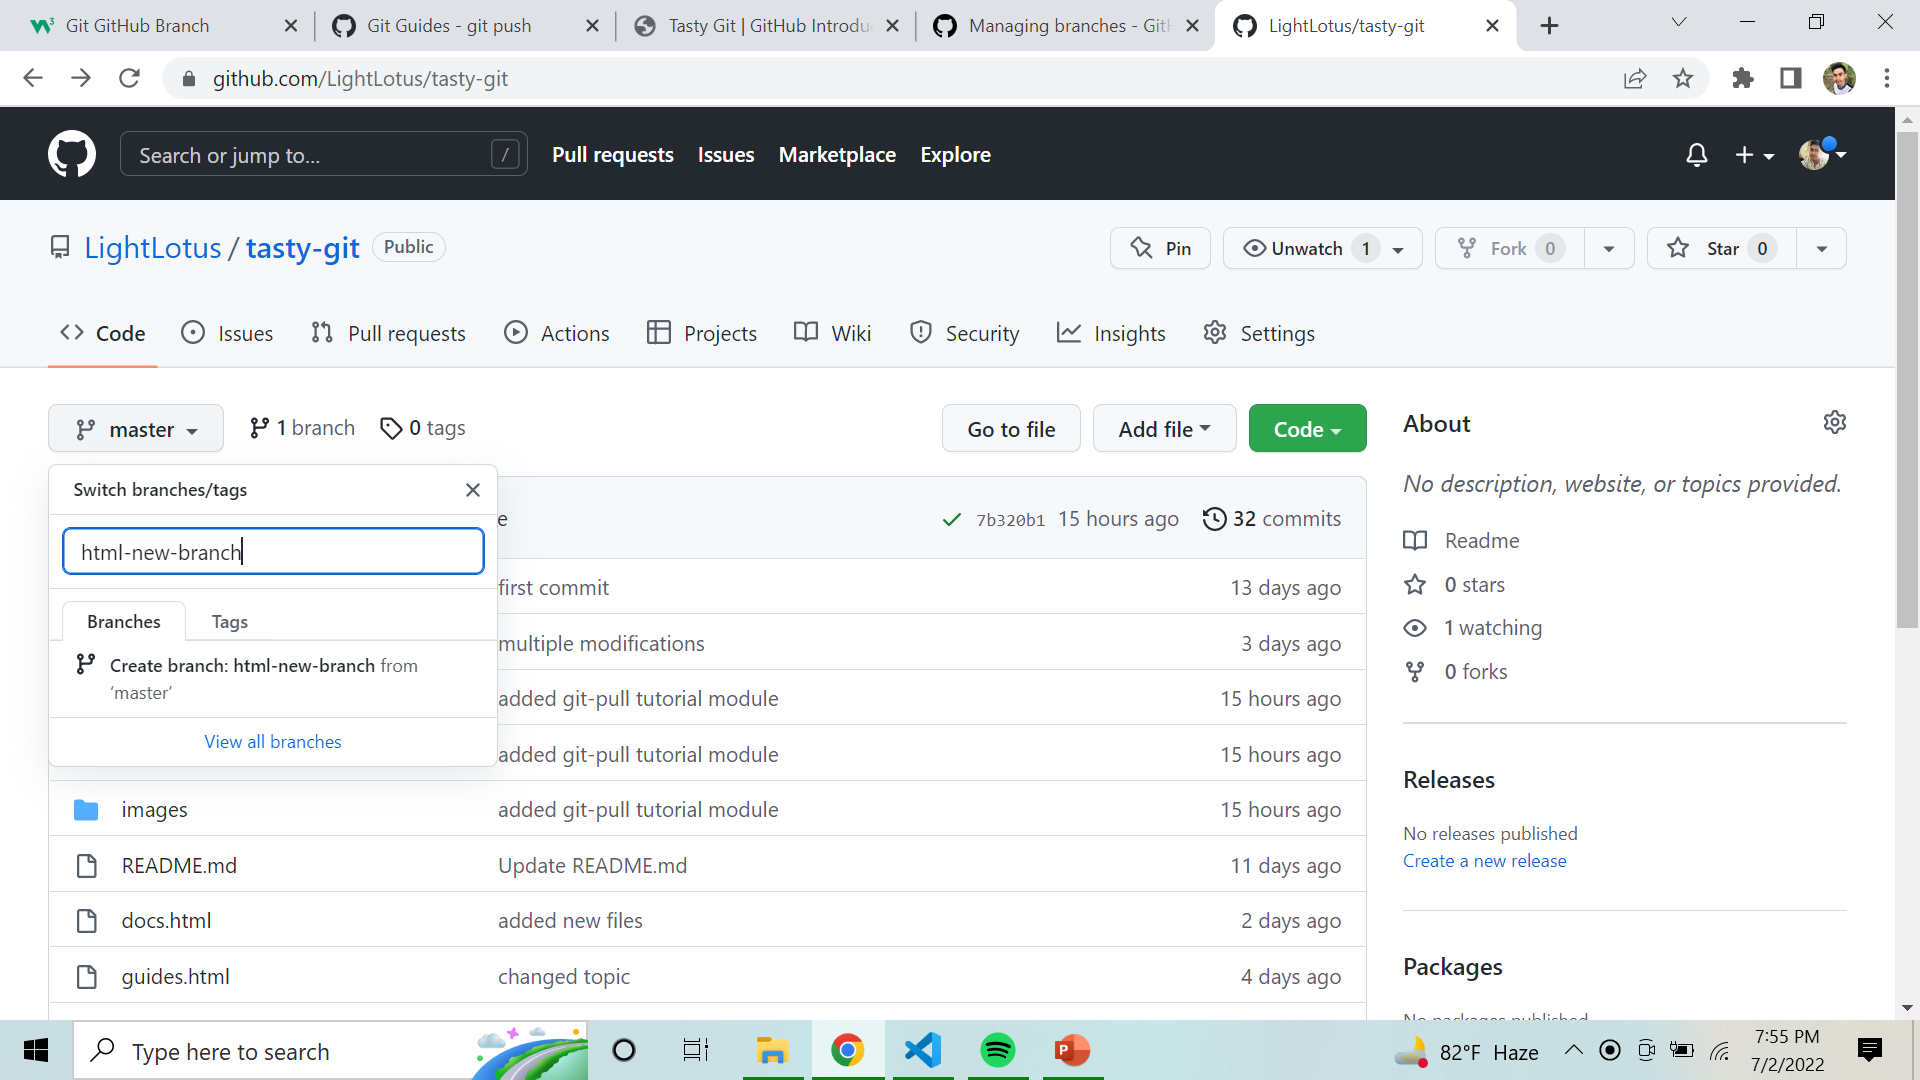 Git GitHub Branch
Git Guides - git push
Tasty Git | GitHub Introdu
Managing branches - GitH
LightLotus/tasty-git
github.com/LightLotus/tasty-git
Search or jump to... /
Pull requests Issues Marketplace Explore
LightLotus / tasty-git Public
Pin
Unwatch 1
Fork 0
Star 0
Code Issues Pull requests Actions Projects Wiki Security Insights Settings
master 1 branch 0 tags
Go to file Add file Code
Switch branches/tags
html-new-branch
Branches Tags
Create branch: html-new-branch from
‘master’
View all branches
e 7b320b1 15 hours ago 32 commits
first commit 13 days ago
multiple modifications 3 days ago
added git-pull tutorial module 15 hours ago
added git-pull tutorial module 15 hours ago
images added git-pull tutorial module 15 hours ago
README.md Update README.md 11 days ago
docs.html added new files 2 days ago
guides.html changed topic 4 days ago
About
No description, website, or topics provided.
Readme
0 stars
1 watching
0 forks
Releases
No releases published
Create a new release
Packages
No packages published
Type here to search
82°F Haze
7:55 PM
7/2/2022